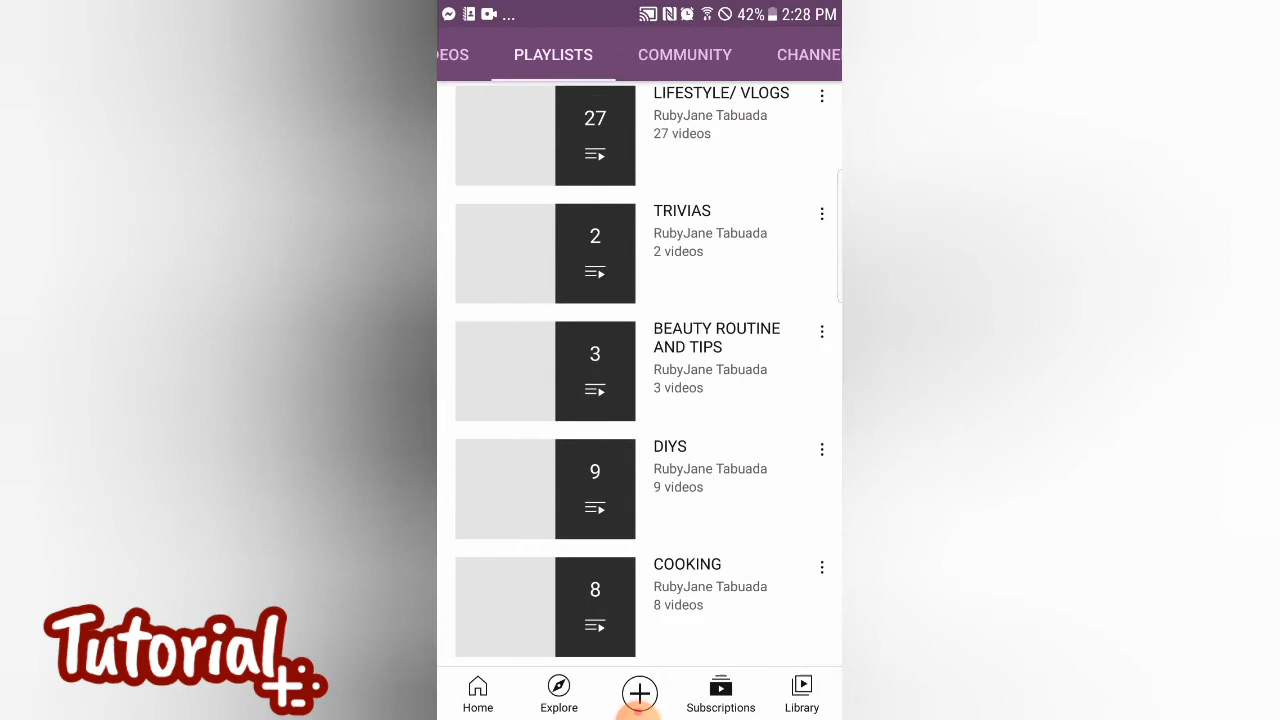 ... 42% 2:28 PM
EOS PLAYLISTS COMMUNITY CHANNE
27
LIFESTYLE/ VLOGS
RubyJane Tabuada
27 videos
2
TRIVIAS
RubyJane Tabuada
2 videos
3
BEAUTY ROUTINE
AND TIPS
RubyJane Tabuada
3 videos
9
DIYS
RubyJane Tabuada
9 videos
8
COOKING
RubyJane Tabuada
8 videos
Home Explore Subscriptions Library
Tutorial